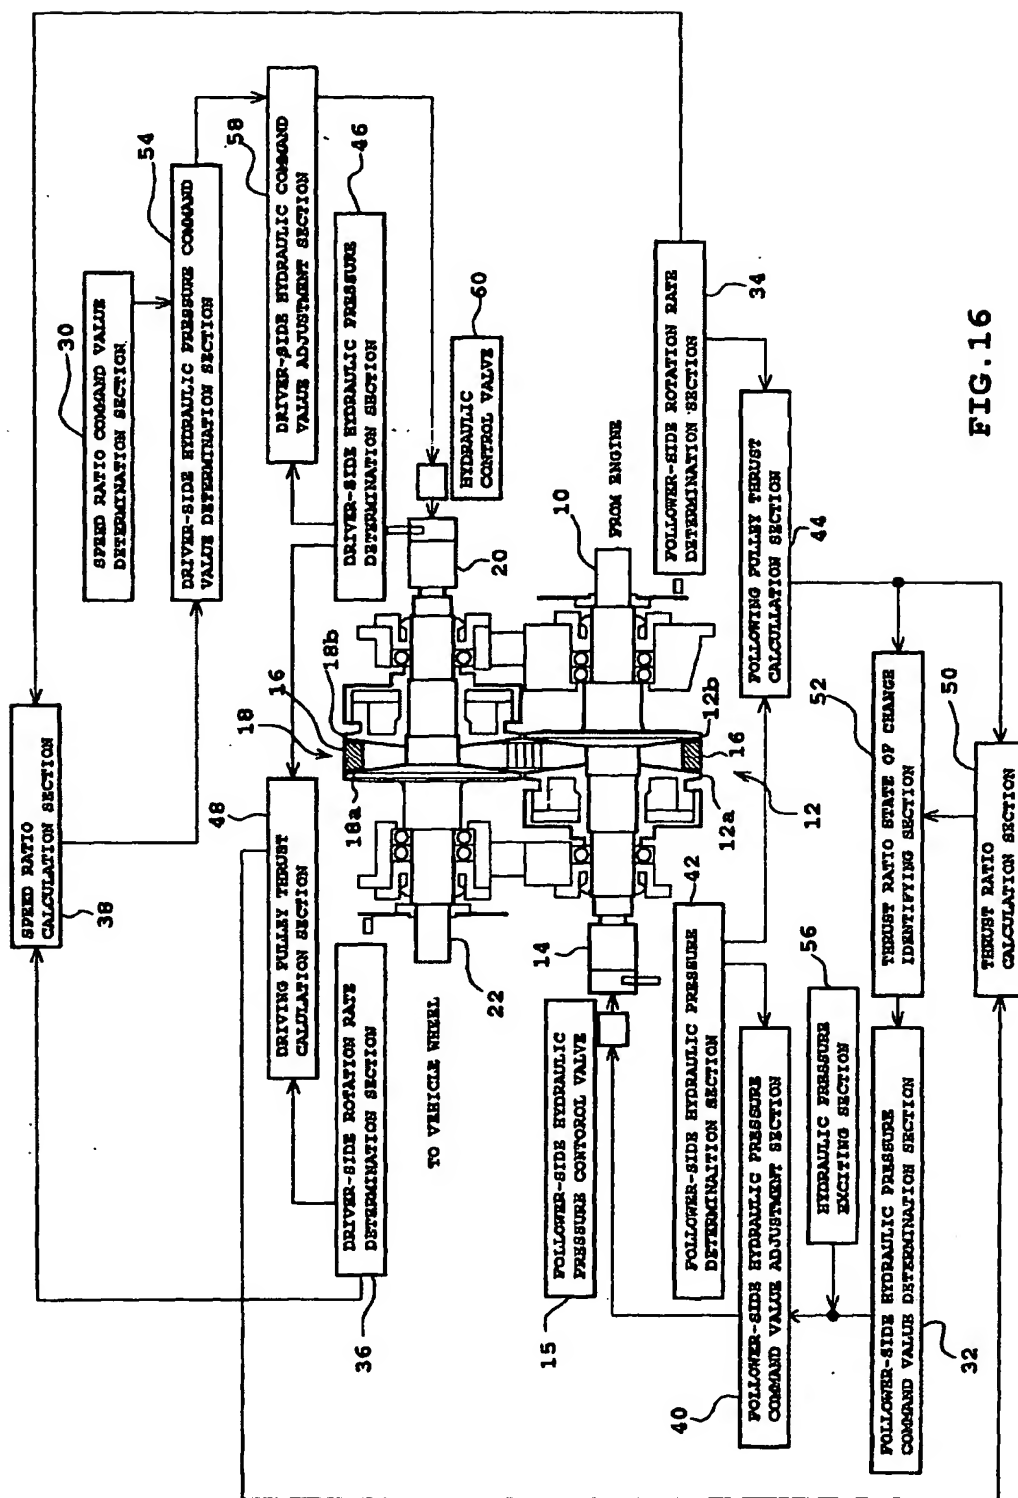 SPEED RATIO
CALCULATION SECTION
38
30
SPEED RATIO COMMAND VALUE
DETERMINATION SECTION
54
DRIVER-SIDE HYDRAULIC PRESSURE COMMAND
VALUE DETERMINATION SECTION
58
DRIVER-SIDE HYDRAULIC COMMAND
VALUE ADJUSTMENT SECTION
48
DRIVING PULLEY THRUST
CALULATION SECTION
46
DRIVER-SIDE HYDRAULIC PRESSURE
DETERMINATION SECTION
36
DRIVER-SIDE ROTATION RATE
DETERMINATION SECTION
18
16
18b
18a
60
HYDRAULIC
CONTROL VALVE
20
22
TO VEHICLE WHEEL
10
FROM ENGINE
14
15
FOLLOWER-SIDE HYDRAULIC
PRESSURE CONTOROL VALVE
12a
16
12b
12
34
FOLLOWER-SIDE ROTATION RATE
DETERMINATION SECTION
42
FOLLOWER-SIDE HYDRAULIC PRESSURE
DETERMINAITION SECTION
40
FOLLOWER-SIDE HYDRAULIC PRESSURE
COMMAND VALUE ADJUSTMENT SECTION
44
FOLLOWING PULLEY THRUST
CALCULLATION SECTION
56
HYDRAULIC PRESSURE
EXCITING SECTION
32
FOLLOWER-SIDE HYDRAULIC PRESSURE
COMMAND VALUE DETERMINATION SECTION
52
THRUST RATIO STATE OF CHANGE
IDENTIFYING SECTION
50
THRUST RATIO
CALCULATION SECTION
FIG.16